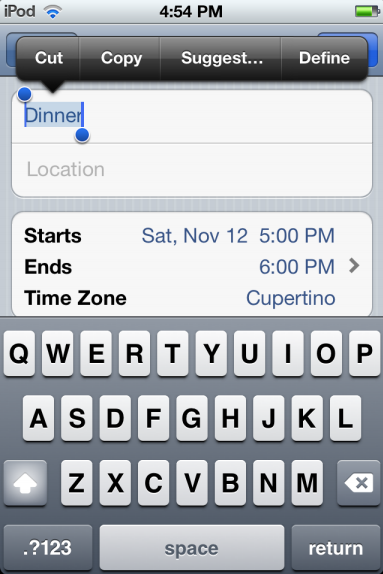 iPod 4:54 PM
Cut Copy Suggest... Define
Dinner
Location
Starts Sat, Nov 12 5:00 PM
Ends 6:00 PM
Time Zone Cupertino
Q W E R T Y U I O P
A S D F G H J K L
Z X C V B N M
.?123 space return